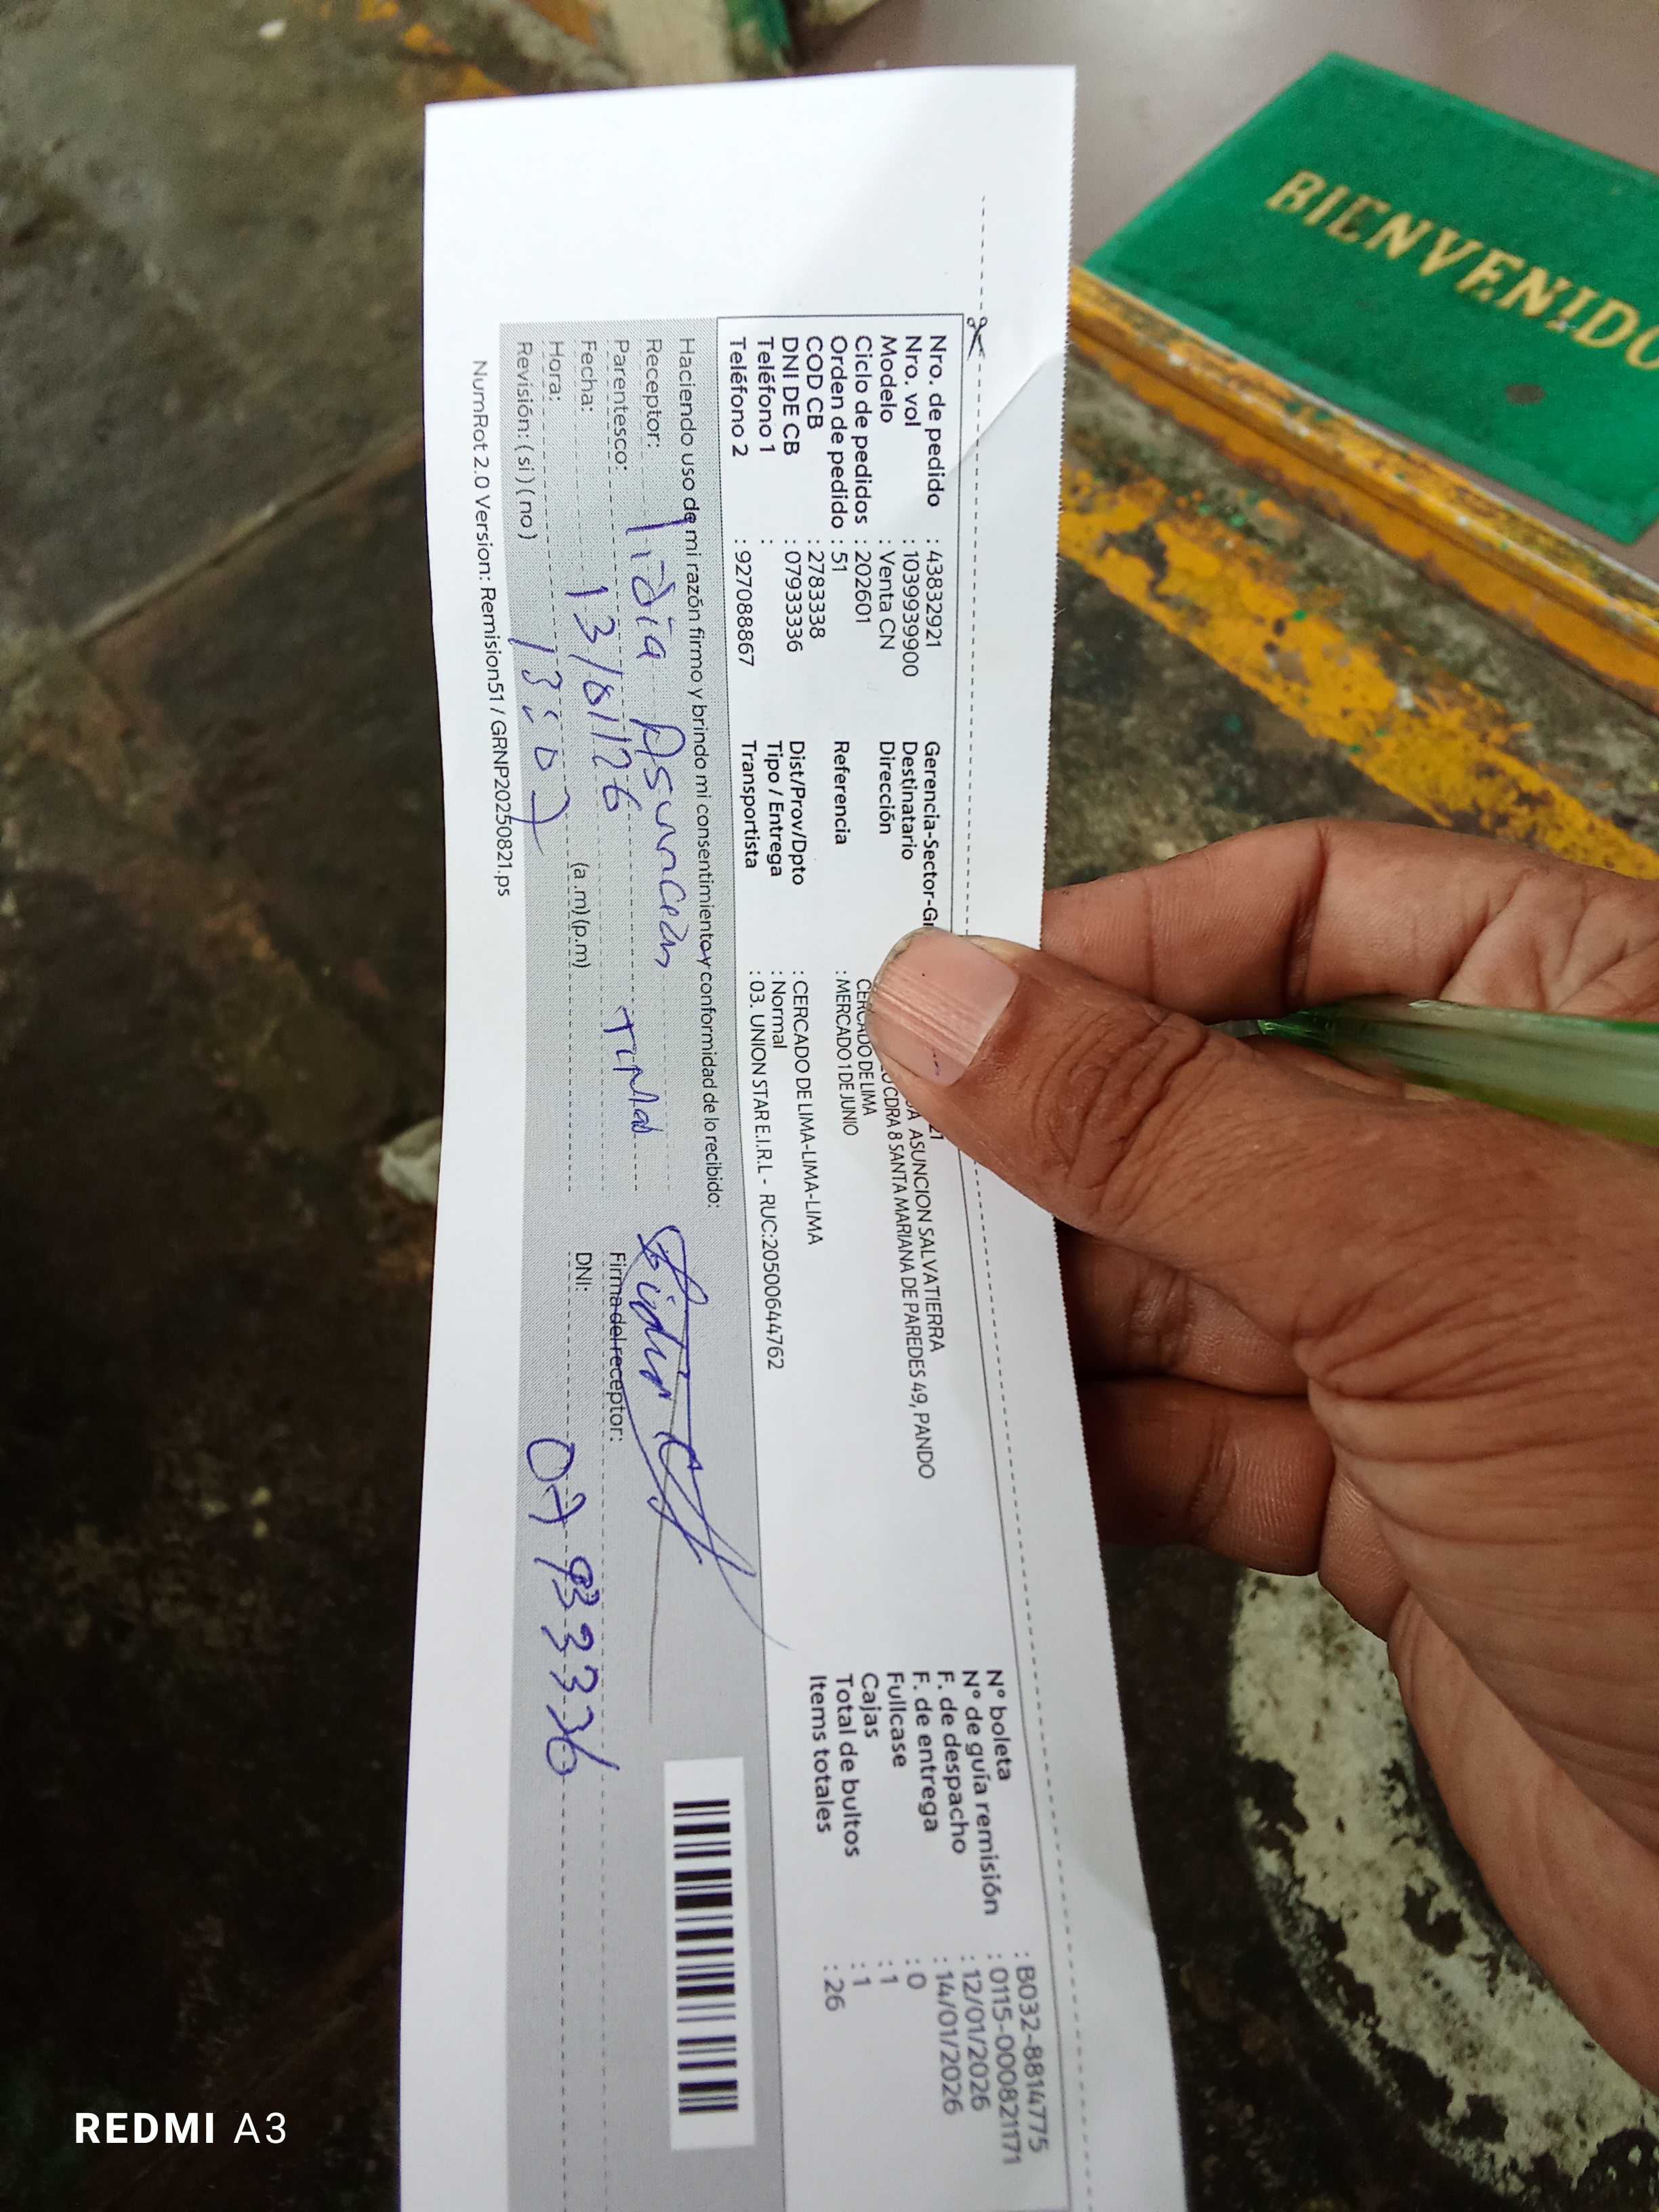 BIENVENIDO
Nro. de pedido : 43832921
Nro. vol : 1039939900
Modelo : Venta CN
Ciclo de pedidos : 202601
Orden de pedido : 51
COD CB : 2783338
DNI DE CB : 07933336
Teléfono 1 :
Teléfono 2 : 927088867
Gerencia-Sector-Gr
Destinatario ASUNCION SALVATIERRA
Dirección CDRA 8 SANTA MARIANA DE PAREDES 49, PANDO
CERCADO DE LIMA
Referencia : MERCADO 1 DE JUNIO
Dist/Prov/Dpto : CERCADO DE LIMA-LIMA-LIMA
Tipo / Entrega : Normal
Transportista : 03. UNION STAR E.I.R.L - RUC:20500644762
N° boleta : B032-88144775
N° de guía remisión : 0115-0008211171
F. de despacho : 12/01/2026
F. de entrega : 14/01/2026
Fullcase : 0
Cajas : 1
Total de bultos : 1
Items totales : 26
Haciendo uso de mi razón firmo y brindo mi consentimiento y conformidad de lo recibido:
Receptor: Asuncion
Parentesco: Titular
Fecha: 13/01/26
Hora: 13:07 (a .m) (p.m)
Revisión: ( si ) ( no )
Firma del receptor:
DNI: 07933336
NumRot 2.0 Version: Remision51 / GRNP20250821.ps
REDMI A3